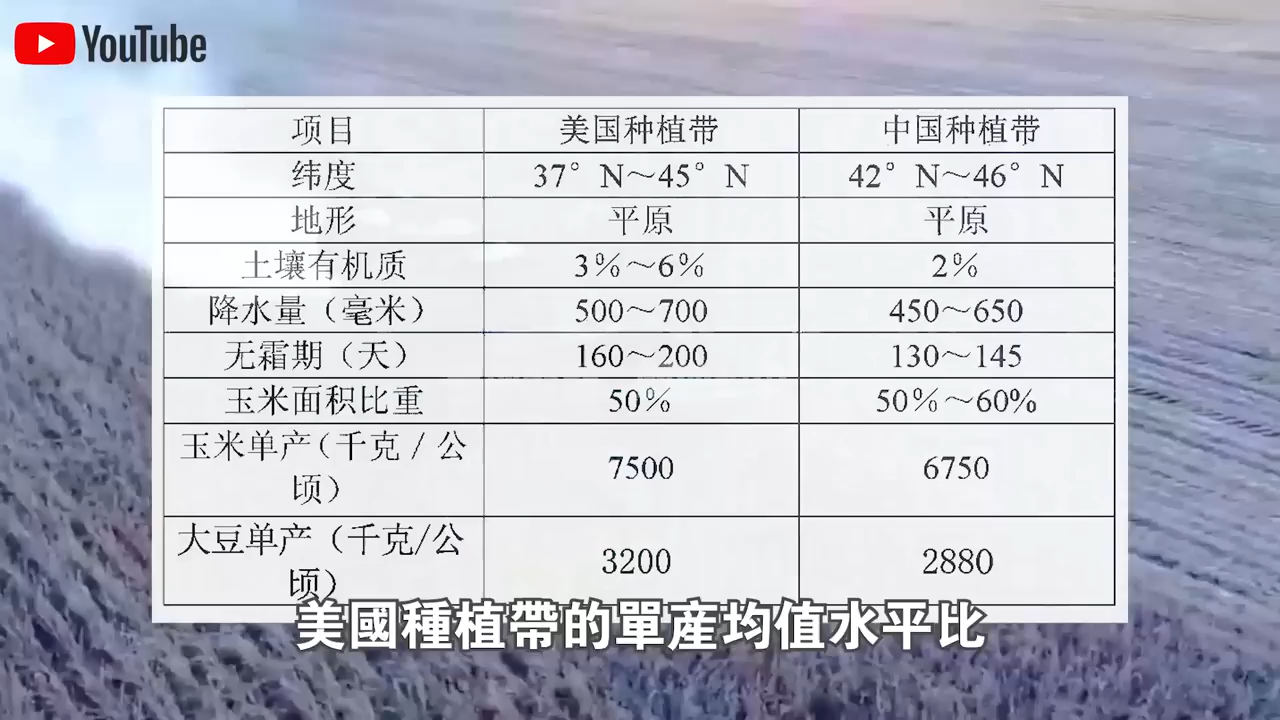 YouTube
项目 美国种植带 中国种植带
纬度 37°N～45°N 42°N～46°N
地形 平原 平原
土壤有机质 3%～6% 2%
降水量（毫米） 500～700 450～650
无霜期（天） 160～200 130～145
玉米面积比重 50% 50%～60%
玉米单产（千克／公
顷） 7500 6750
大豆单产（千克/公
顷） 3200 2880
美國種植帶的單產均值水平比